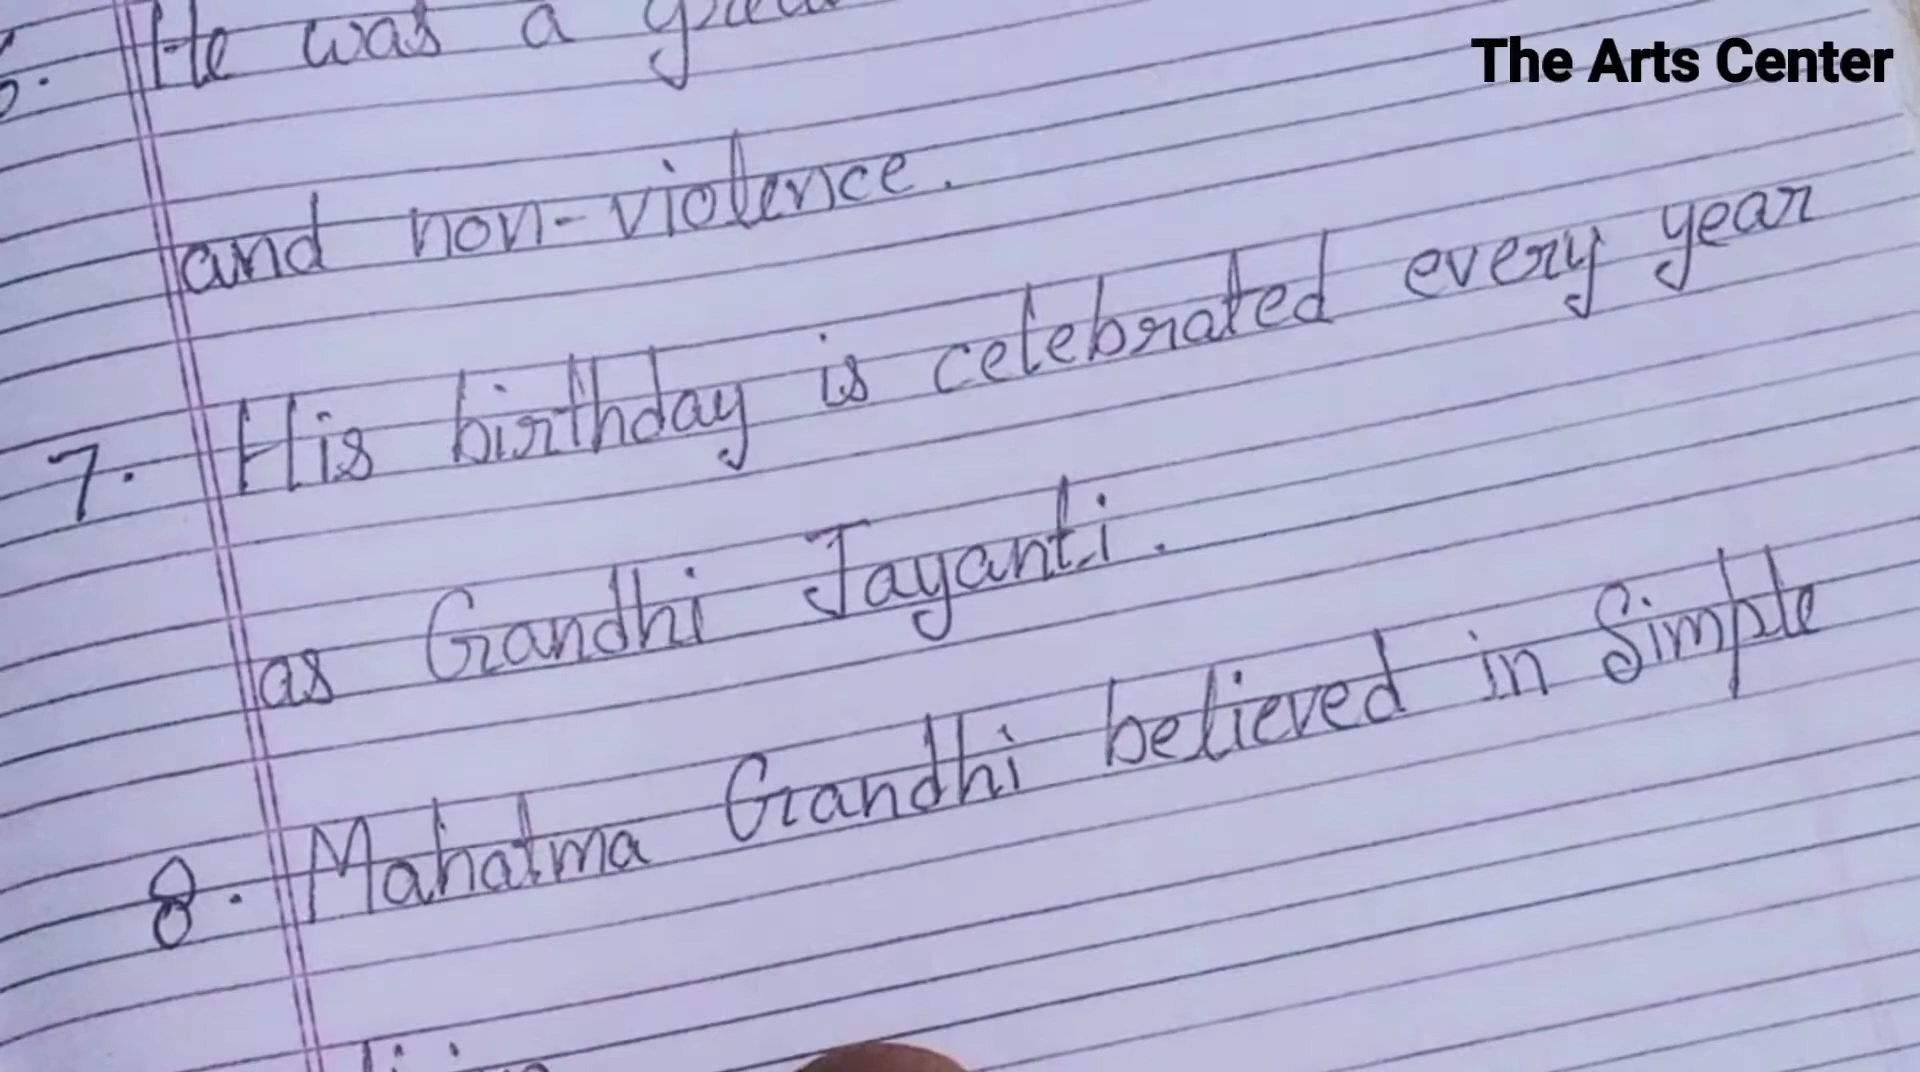 The Arts Center
6. He was a
and non-violence.
7. His birthday is celebrated every year
as Gandhi Jayanti.
8. Mahatma Gandhi believed in Simple